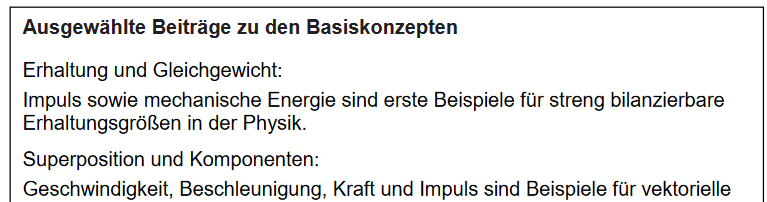 Ausgewählte Beiträge zu den Basiskonzepten
Erhaltung und Gleichgewicht:
Impuls sowie mechanische Energie sind erste Beispiele für streng bilanzierbare
Erhaltungsgrößen in der Physik.
Superposition und Komponenten:
Geschwindigkeit, Beschleunigung, Kraft und Impuls sind Beispiele für vektorielle